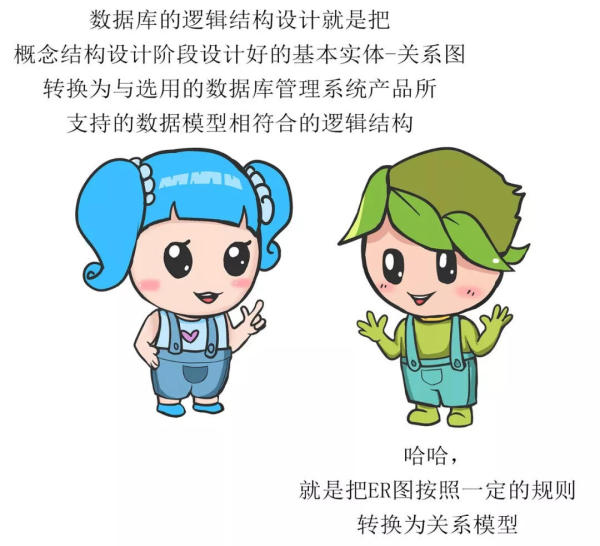 数据库的逻辑结构设计就是把
概念结构设计阶段设计好的基本实体-关系图
转换为与选用的数据库管理系统产品所
支持的数据模型相符合的逻辑结构
哈哈，
就是把ER图按照一定的规则
转换为关系模型